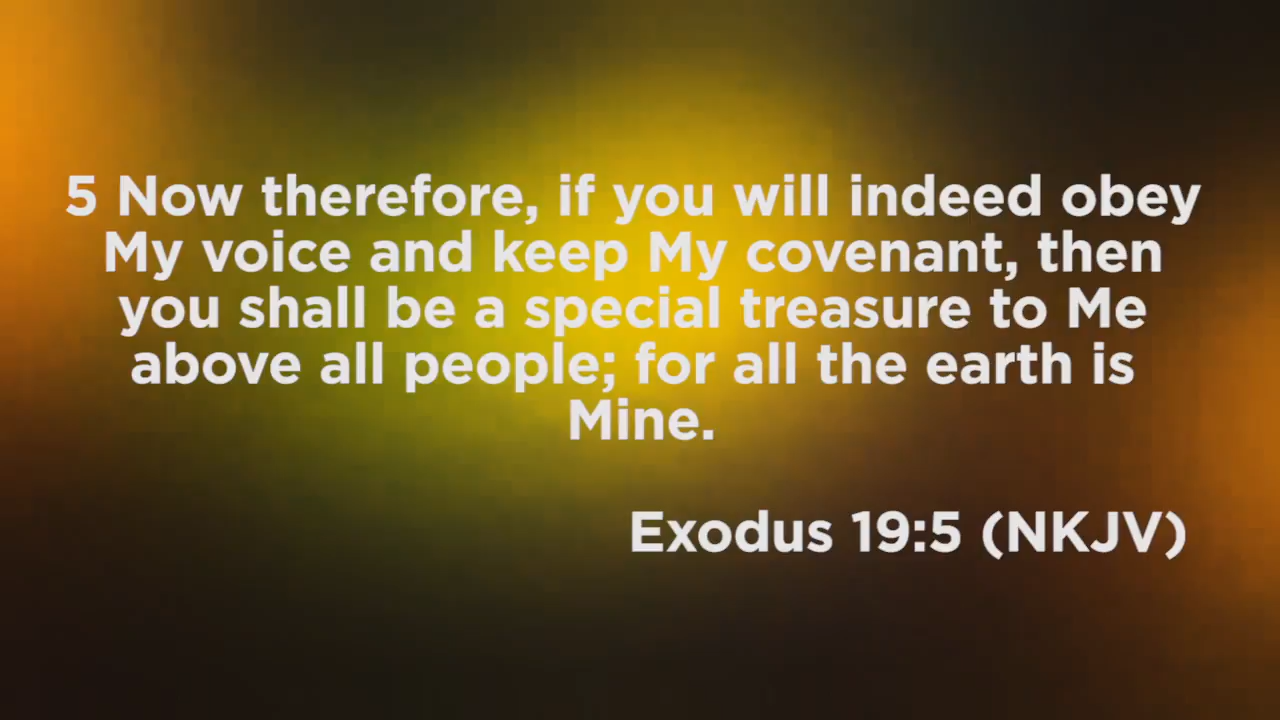 5 Now therefore, if you will indeed obey
My voice and keep My covenant, then
you shall be a special treasure to Me
above all people; for all the earth is
Mine.
Exodus 19:5 (NKJV)